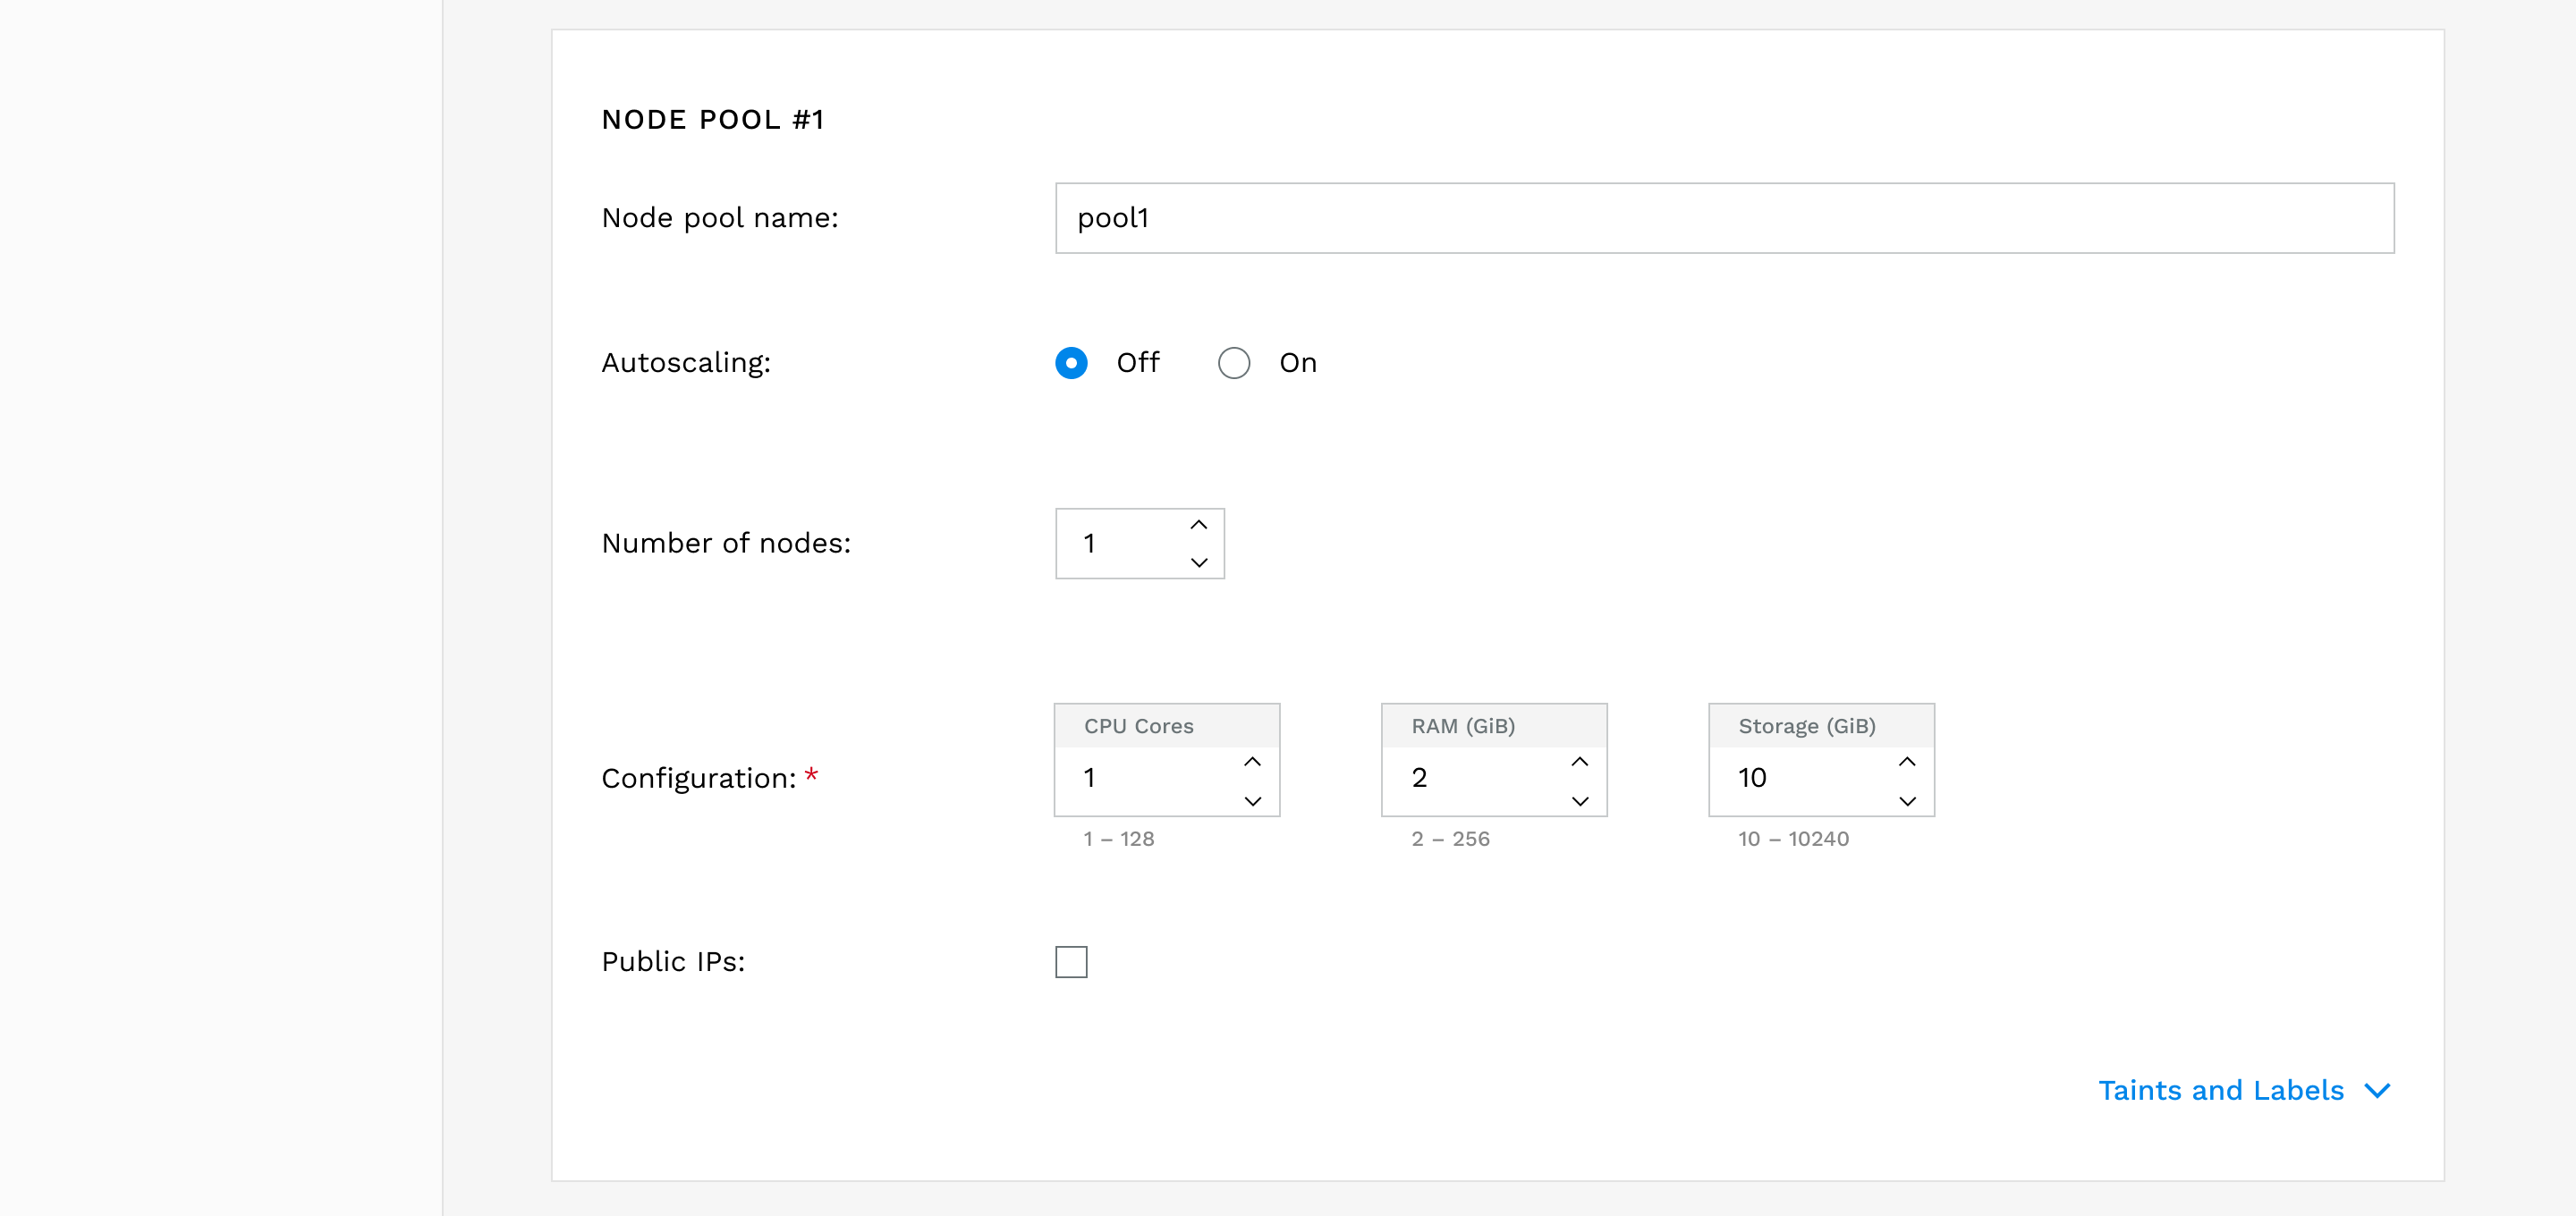 NODE POOL #1
Node pool name: pool1
Autoscaling: Off On
Number of nodes: 1
CPU Cores RAM (GiB) Storage (GiB)
Configuration: * 1 2 10
1 – 128 2 – 256 10 – 10240
Public IPs:
Taints and Labels